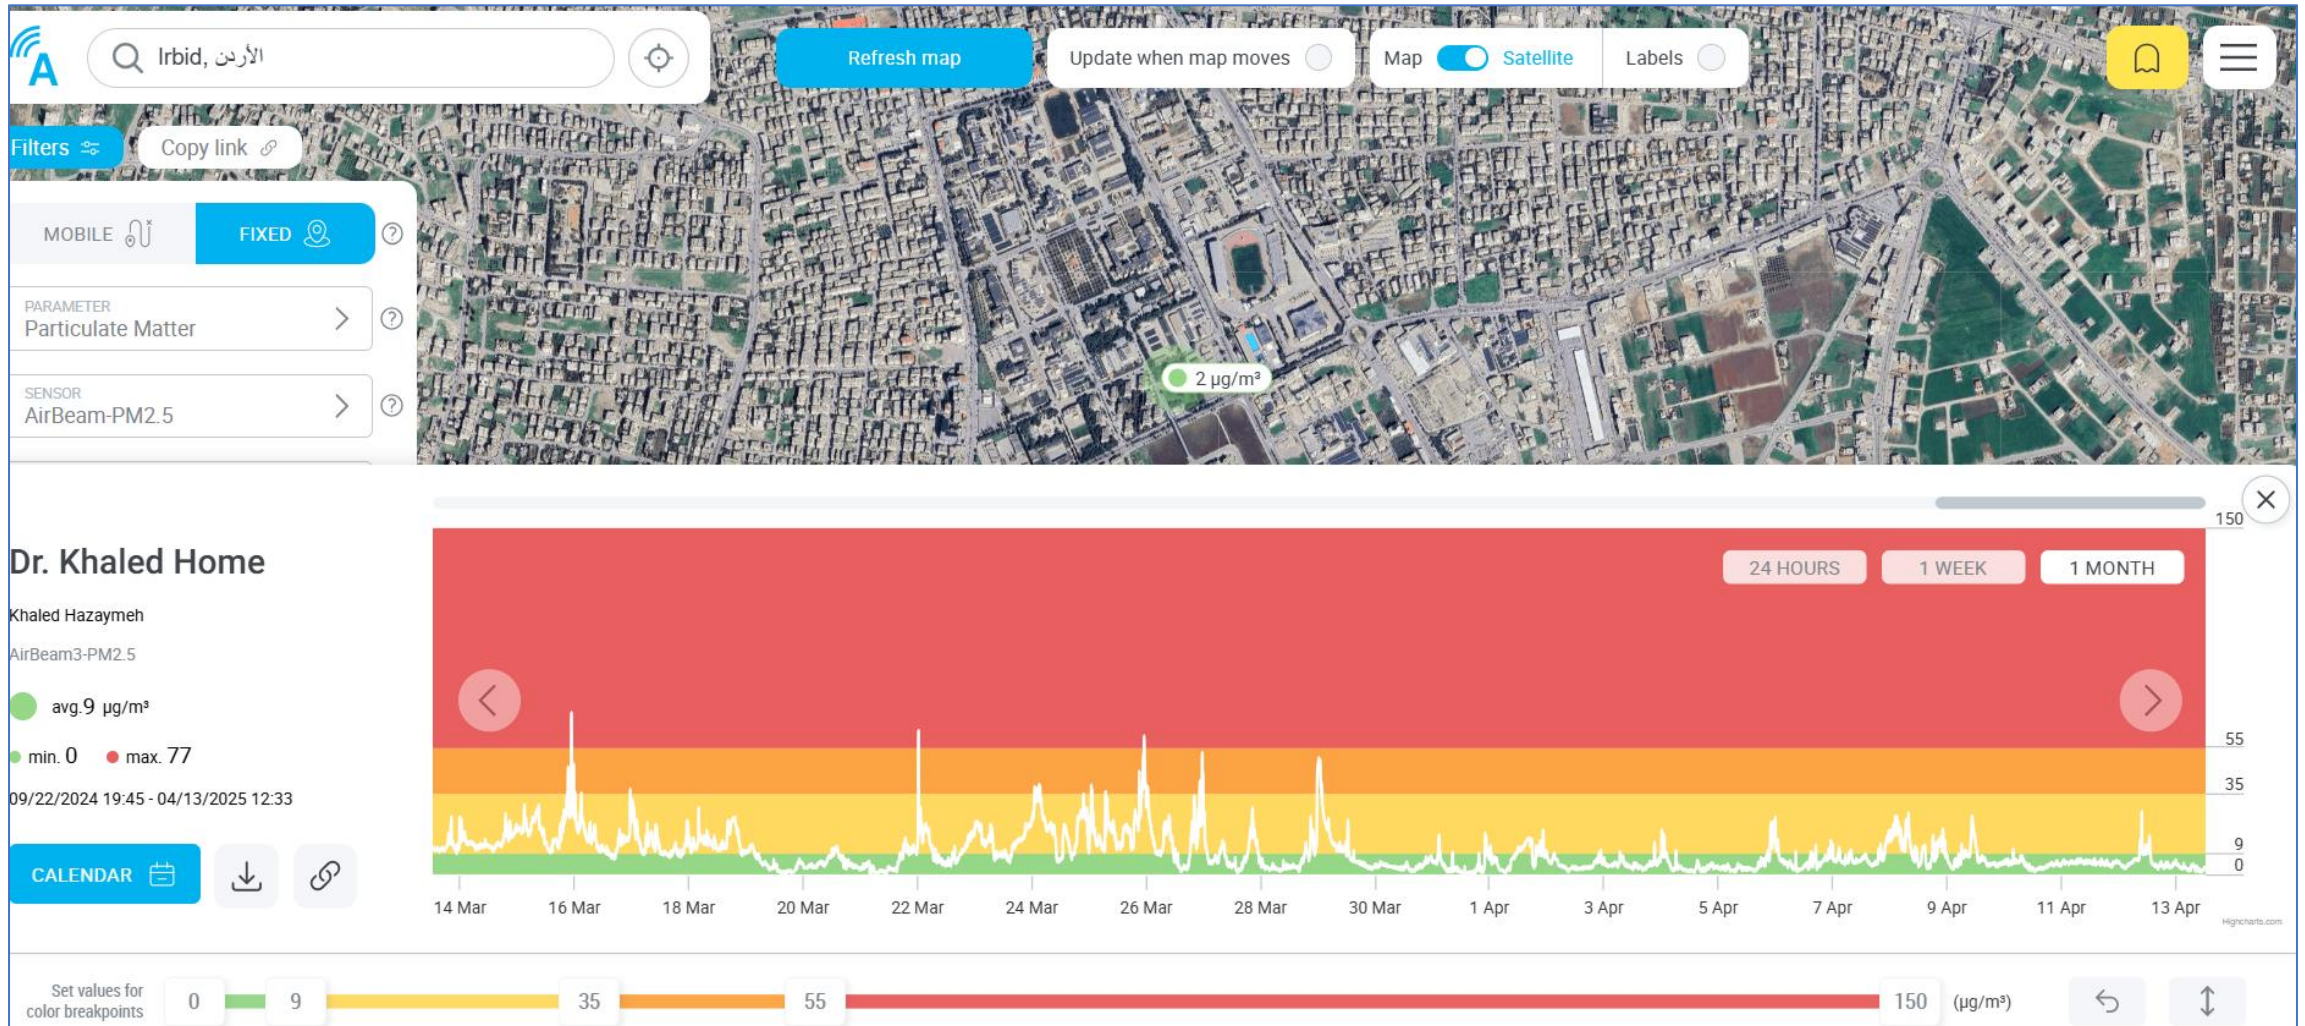 A
Irbid, الأردن
Refresh map
Update when map moves
Map Satellite
Labels
Filters
Copy link
MOBILE
FIXED
?
PARAMETER
Particulate Matter
?
SENSOR
AirBeam-PM2.5
?
2 µg/m³
Dr. Khaled Home
Khaled Hazaymeh
AirBeam3-PM2.5
avg.9 µg/m³
min. 0 max. 77
09/22/2024 19:45 - 04/13/2025 12:33
CALENDAR
24 HOURS
1 WEEK
1 MONTH
150
55
35
9
0
14 Mar 16 Mar 18 Mar 20 Mar 22 Mar 24 Mar 26 Mar 28 Mar 30 Mar 1 Apr 3 Apr 5 Apr 7 Apr 9 Apr 11 Apr 13 Apr
Highcharts.com
Set values for
color breakpoints
0 9 35 55 150 (µg/m³)